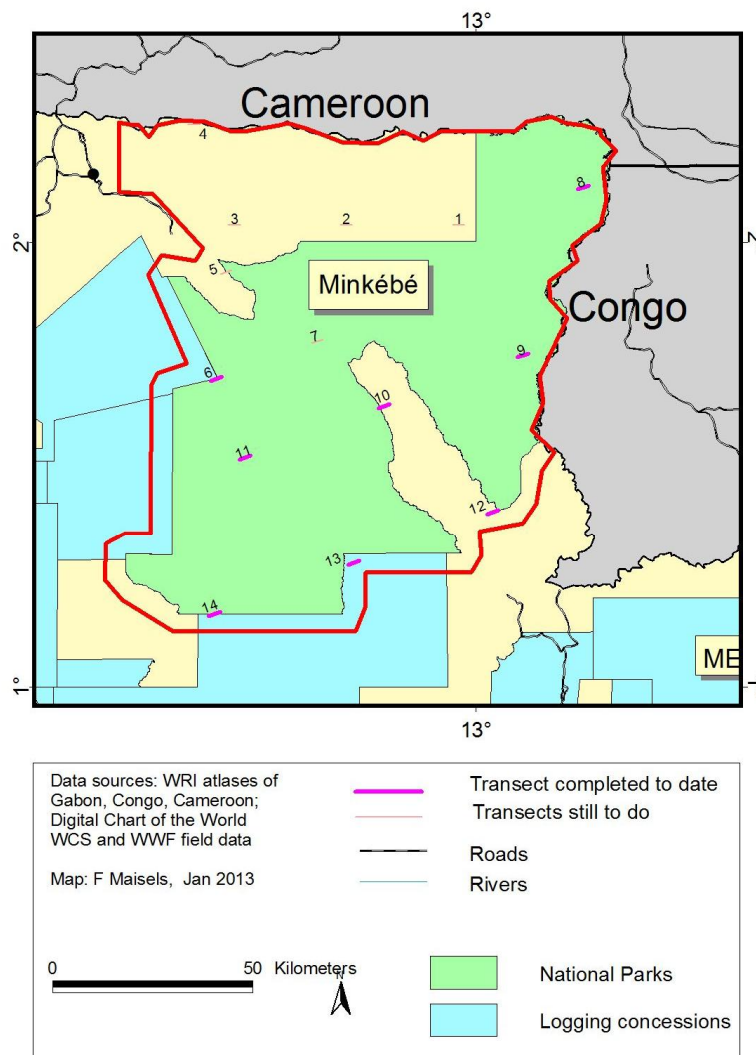 13°
Cameroon
4
8
3
2
1
2°
2
5
Minkébé
Congo
7
9
6
10
11
12
13
14
ME
1°
1
13°
Data sources: WRI atlases of
Gabon, Congo, Cameroon;
Digital Chart of the World
WCS and WWF field data
Map: F Maisels, Jan 2013
Transect completed to date
Transects still to do
Roads
Rivers
0
50
Kilometers
N
National Parks
Logging concessions